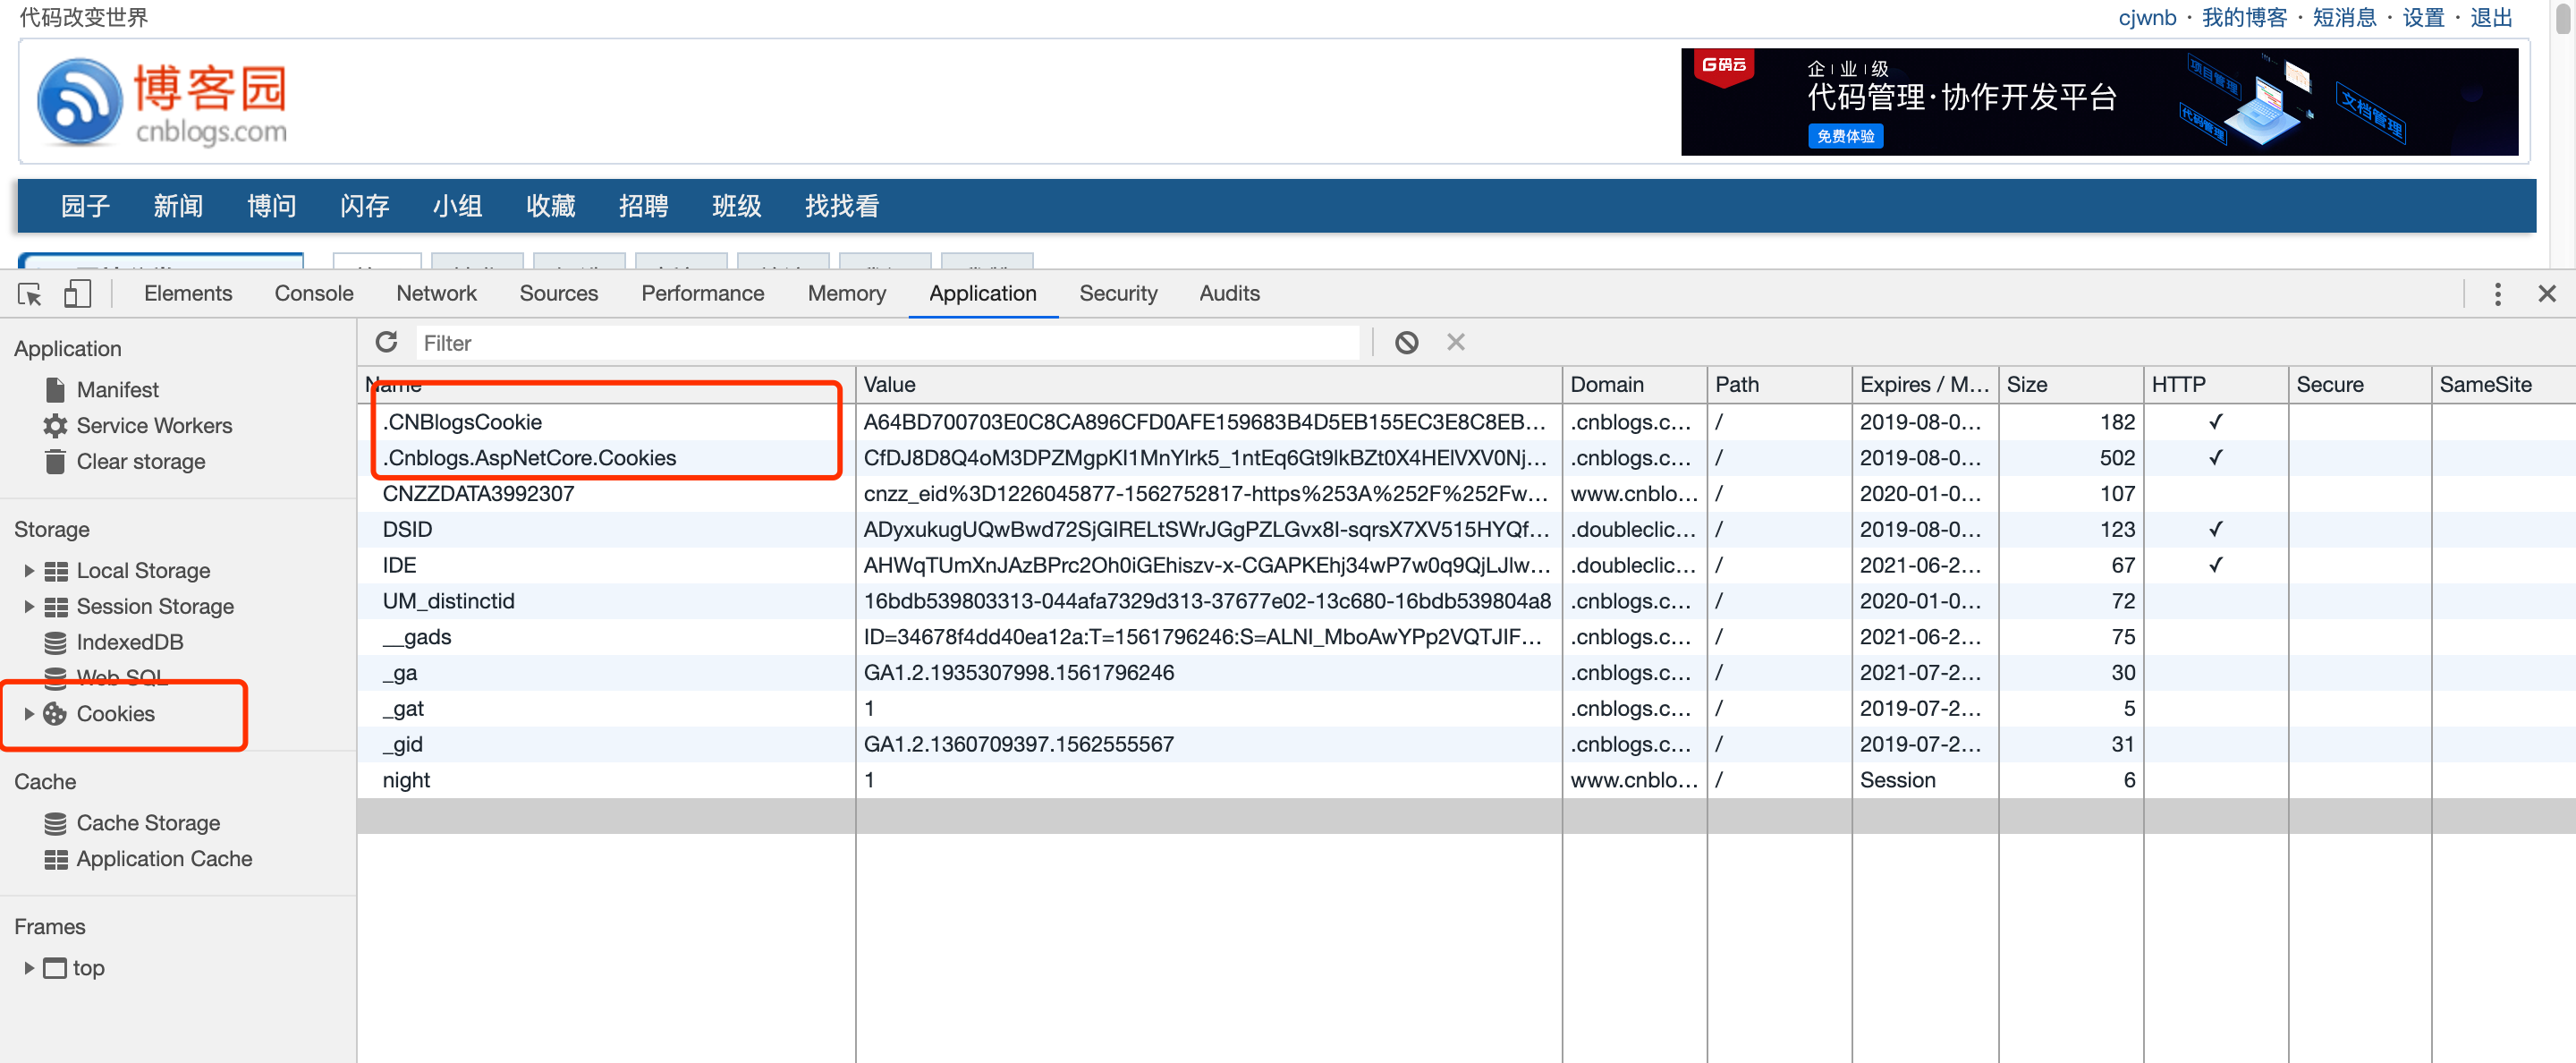 代码改变世界
cjwnb · 我的博客 · 短消息 · 设置 · 退出
博客园
cnblogs.com
G码云
企业级
代码管理·协作开发平台
免费体验
项目管理
代码管理
文档管理
园子 新闻 博问 闪存 小组 收藏 招聘 班级 找找看
Elements Console Network Sources Performance Memory Application Security Audits
Application
Manifest
Service Workers
Clear storage
Storage
Local Storage
Session Storage
IndexedDB
Web SQL
Cookies
Cache
Cache Storage
Application Cache
Frames
top
Filter
Name Value Domain Path Expires / M... Size HTTP Secure SameSite
.CNBlogsCookie A64BD700703E0C8CA896CFD0AFE159683B4D5EB155EC3E8C8EB... .cnblogs.c... / 2019-08-0... 182 ✓
.Cnblogs.AspNetCore.Cookies CfDJ8D8Q4oM3DPZMgpKl1MnYlrk5_1ntEq6Gt9lkBZt0X4HElVXV0Nj... .cnblogs.c... / 2019-08-0... 502 ✓
CNZZDATA3992307 cnzz_eid%3D1226045877-1562752817-https%253A%252F%252Fw... www.cnblo... / 2020-01-0... 107
DSID ADyxukugUQwBwd72SjGIRELtSWrJGgPZLGvx8I-sqrsX7XV515HYQf... .doubleclic... / 2019-08-0... 123 ✓
IDE AHWqTUmXnJAzBPrc2Oh0iGEhiszv-x-CGAPKEhj34wP7w0q9QjLJlw... .doubleclic... / 2021-06-2... 67 ✓
UM_distinctid 16bdb539803313-044afa7329d313-37677e02-13c680-16bdb539804a8 .cnblogs.c... / 2020-01-0... 72
__gads ID=34678f4dd40ea12a:T=1561796246:S=ALNI_MboAwYPp2VQTJIF... .cnblogs.c... / 2021-06-2... 75
_ga GA1.2.1935307998.1561796246 .cnblogs.c... / 2021-07-2... 30
_gat 1 .cnblogs.c... / 2019-07-2... 5
_gid GA1.2.1360709397.1562555567 .cnblogs.c... / 2019-07-2... 31
night 1 www.cnblo... / Session 6